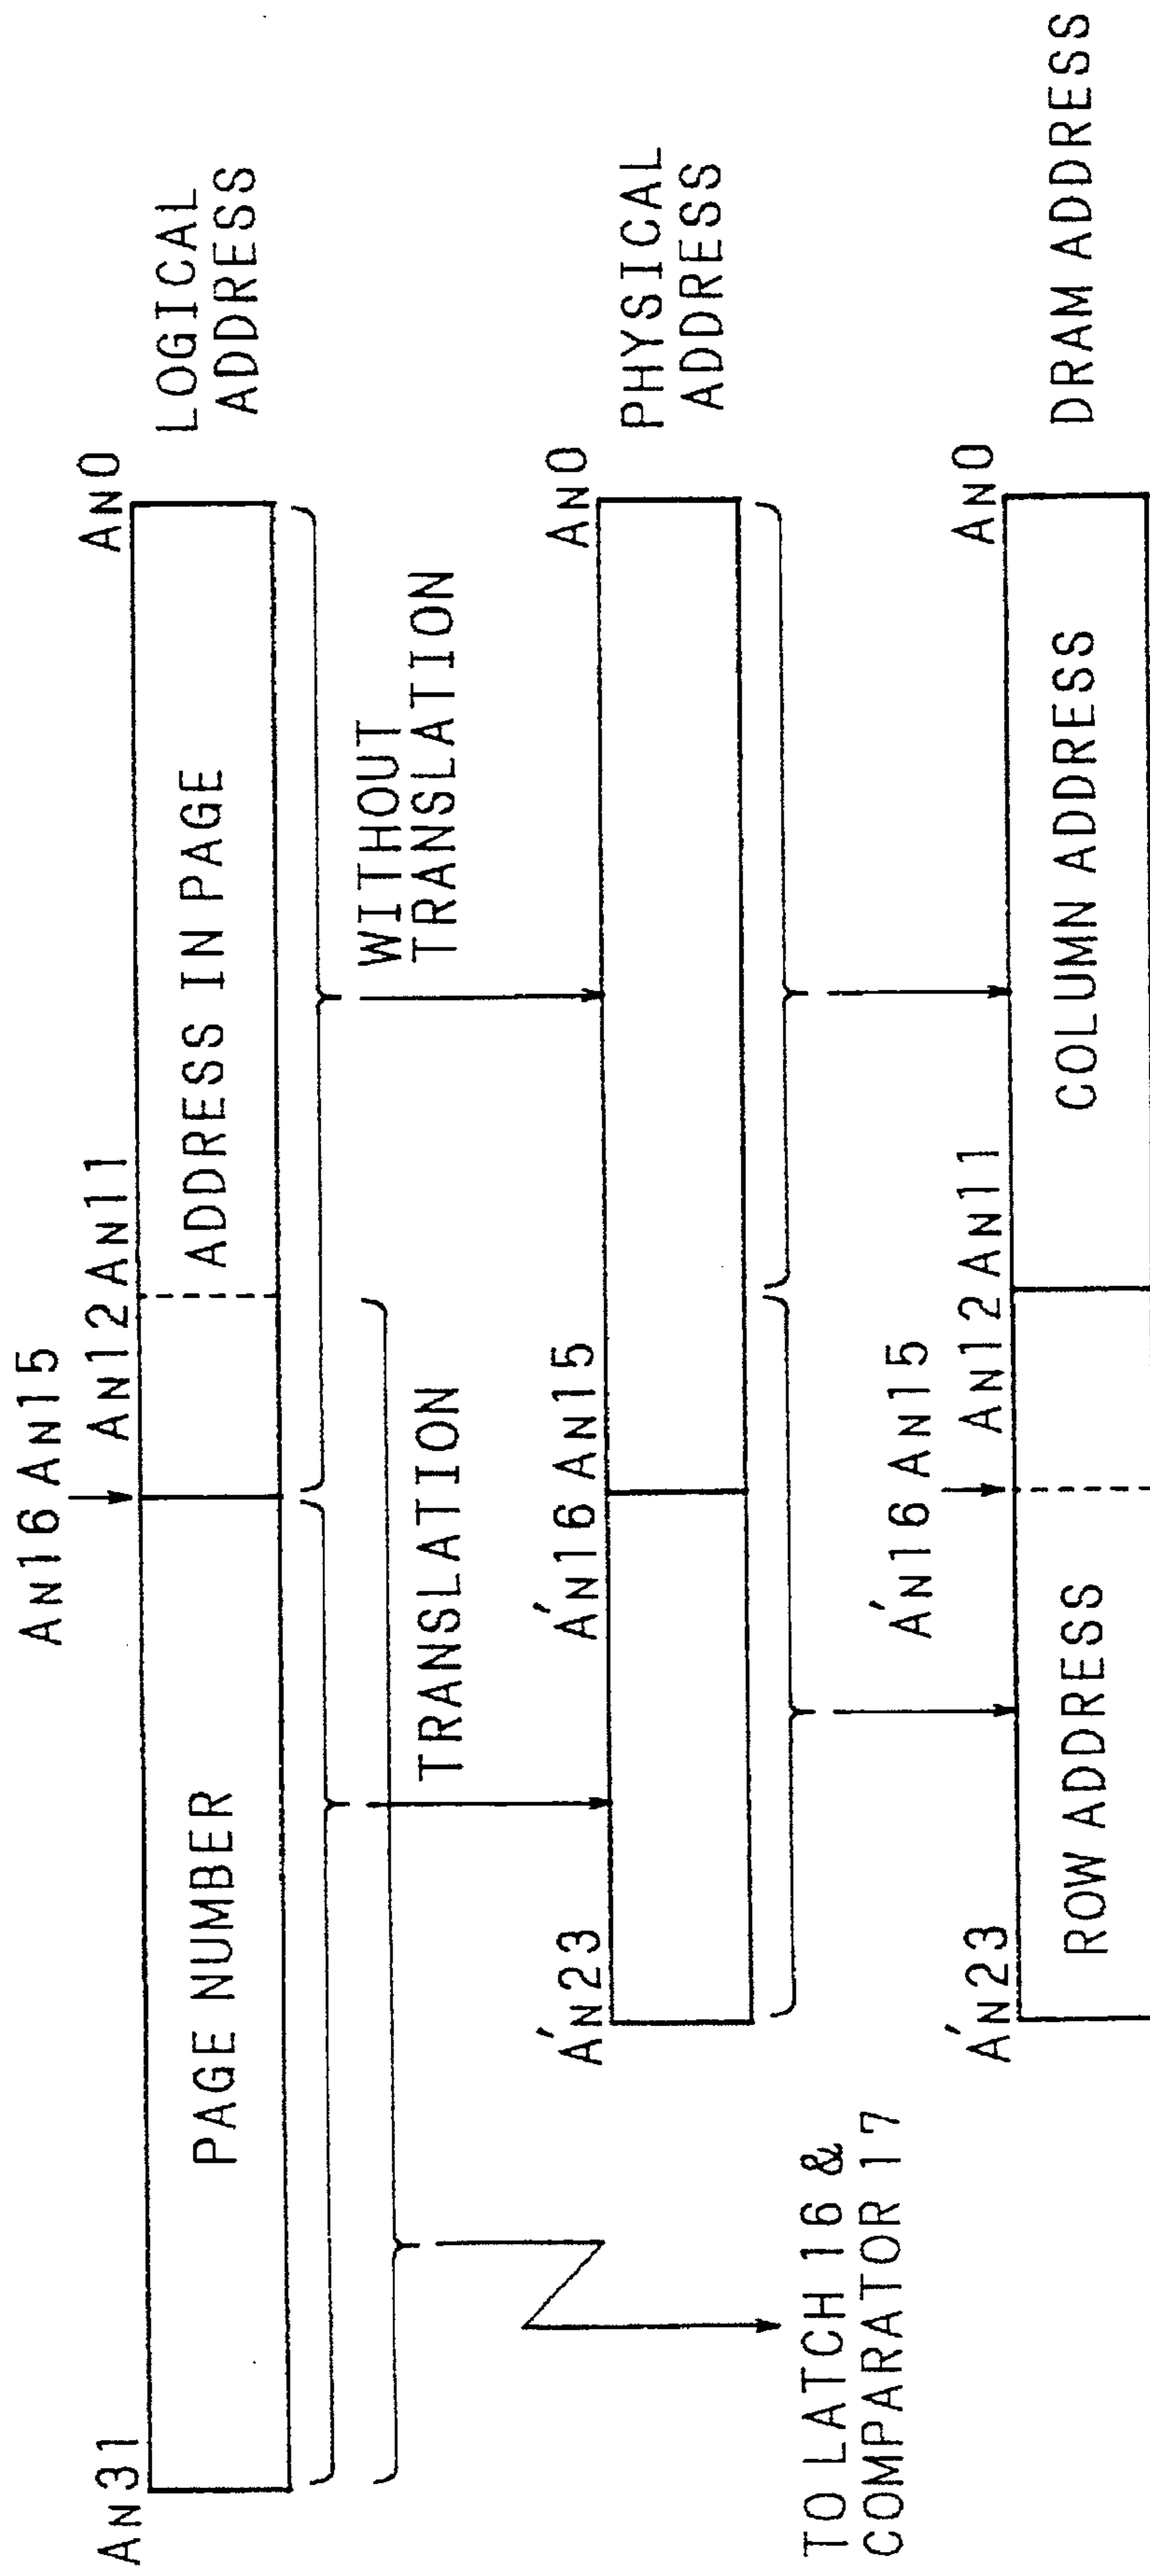 An16 An15
An31
An12 An11
An0
PAGE NUMBER
ADDRESS IN PAGE
LOGICAL
ADDRESS
TRANSLATION
WITHOUT
TRANSLATION
A'n23
A'n16 An15
An0
PHYSICAL
ADDRESS
TO LATCH 16 &
COMPARATOR 17
A'n16 An15
A'n23
An12 An11
An0
ROW ADDRESS
COLUMN ADDRESS
DRAM ADDRESS